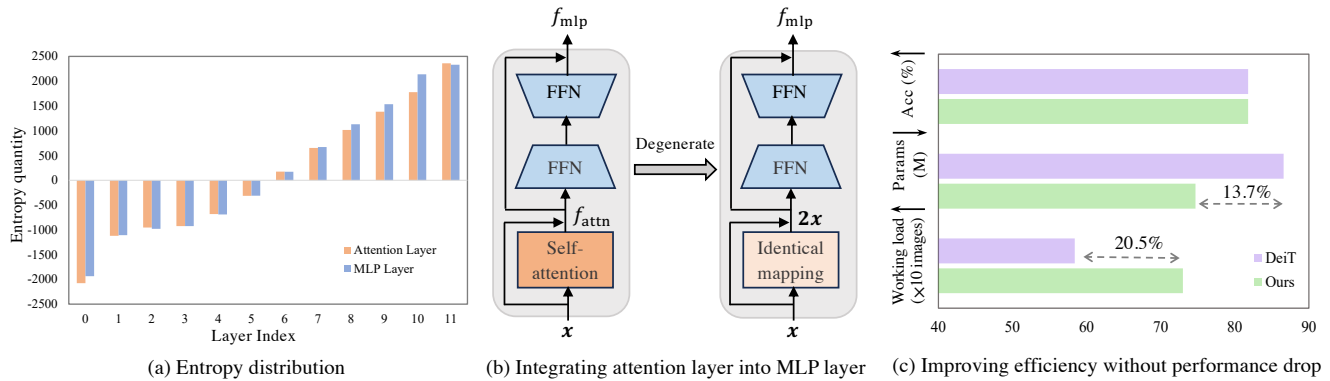 2500
2000
1500
1000
500
0
-500
-1000
-1500
-2000
-2500
Entropy quantity
Attention Layer
MLP Layer
0 1 2 3 4 5 6 7 8 9 10 11
Layer Index
(a) Entropy distribution
f_mlp
FFN
FFN
f_attn
Self-
attention
x
Degenerate
f_mlp
FFN
FFN
2x
Identical
mapping
x
(b) Integrating attention layer into MLP layer
Acc (%)
Params
(M)
Working load
(×10 images)
13.7%
20.5%
DeiT
Ours
40 50 60 70 80 90
(c) Improving efficiency without performance drop